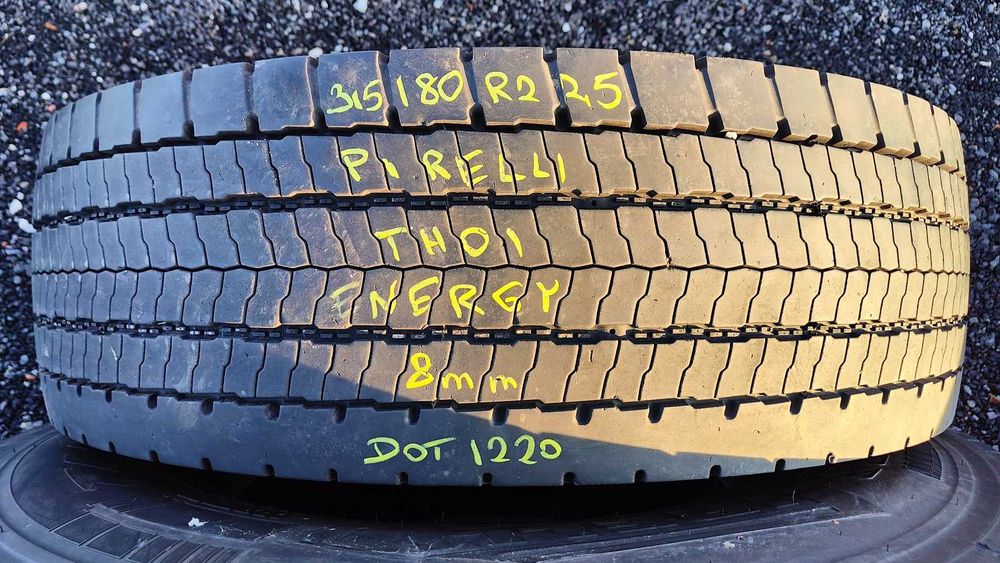 315/80 R22,5
PIRELLI
TH01
ENERGY
8mm
DOT 1220